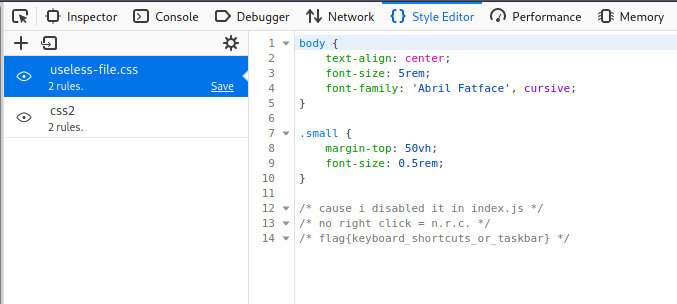 Inspector Console Debugger Network Style Editor Performance Memory
useless-file.css
2 rules. Save
css2
2 rules.
1 body {
2 text-align: center;
3 font-size: 5rem;
4 font-family: 'Abril Fatface', cursive;
5 }
6
7 .small {
8 margin-top: 50vh;
9 font-size: 0.5rem;
10 }
11
12 /* cause i disabled it in index.js */
13 /* no right click = n.r.c. */
14 /* flag{keyboard_shortcuts_or_taskbar} */